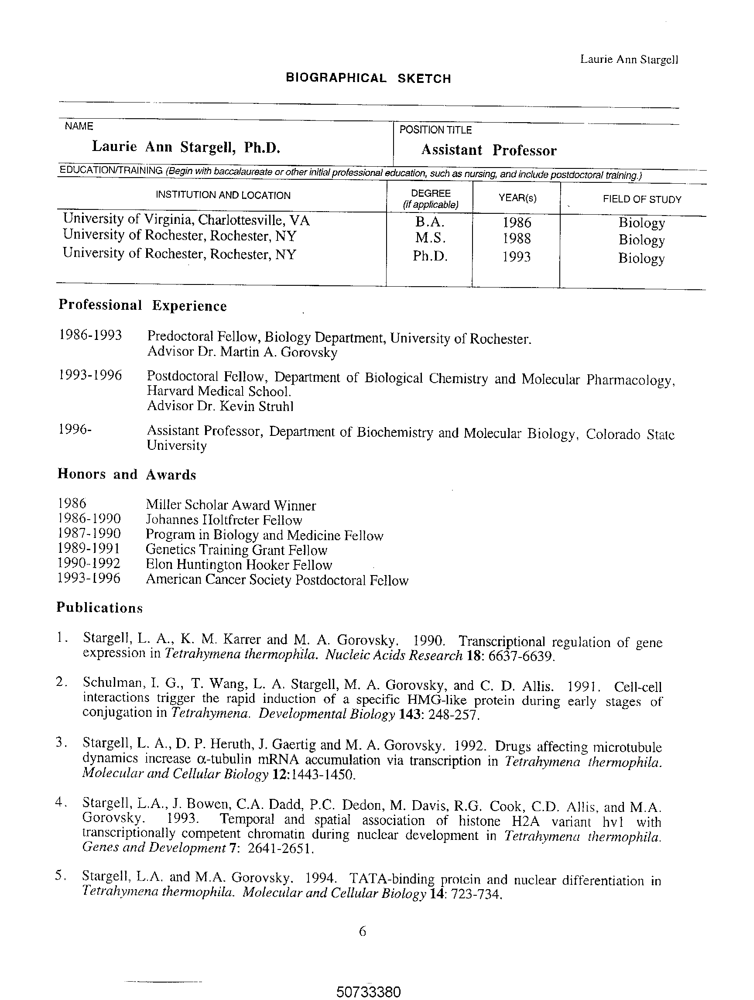 Laurie Ann Stargell
BIOGRAPHICAL SKETCH
NAME
Laurie Ann Stargell, Ph.D.
POSITION TITLE
Assistant Professor
EDUCATION/TRAINING (Begin with baccalaureate or other initial professional education, such as nursing, and include postdoctoral training.)
INSTITUTION AND LOCATION DEGREE (if applicable) YEAR(s) FIELD OF STUDY
University of Virginia, Charlottesville, VA B.A. 1986 Biology
University of Rochester, Rochester, NY M.S. 1988 Biology
University of Rochester, Rochester, NY Ph.D. 1993 Biology
Professional Experience
1986-1993 Predoctoral Fellow, Biology Department, University of Rochester.
Advisor Dr. Martin A. Gorovsky
1993-1996 Postdoctoral Fellow, Department of Biological Chemistry and Molecular Pharmacology,
Harvard Medical School.
Advisor Dr. Kevin Struhl
1996- Assistant Professor, Department of Biochemistry and Molecular Biology, Colorado State
University
Honors and Awards
1986 Miller Scholar Award Winner
1986-1990 Johannes Holtfreter Fellow
1987-1990 Program in Biology and Medicine Fellow
1989-1991 Genetics Training Grant Fellow
1990-1992 Elon Huntington Hooker Fellow
1993-1996 American Cancer Society Postdoctoral Fellow
Publications
1. Stargell, L. A., K. M. Karrer and M. A. Gorovsky. 1990. Transcriptional regulation of gene
expression in Tetrahymena thermophila. Nucleic Acids Research 18: 6637-6639.
2. Schulman, I. G., T. Wang, L. A. Stargell, M. A. Gorovsky, and C. D. Allis. 1991. Cell-cell
interactions trigger the rapid induction of a specific HMG-like protein during early stages of
conjugation in Tetrahymena. Developmental Biology 143: 248-257.
3. Stargell, L. A., D. P. Heruth, J. Gaertig and M. A. Gorovsky. 1992. Drugs affecting microtubule
dynamics increase α-tubulin mRNA accumulation via transcription in Tetrahymena thermophila.
Molecular and Cellular Biology 12:1443-1450.
4. Stargell, L.A., J. Bowen, C.A. Dadd, P.C. Dedon, M. Davis, R.G. Cook, C.D. Allis, and M.A.
Gorovsky. 1993. Temporal and spatial association of histone H2A variant hv1 with
transcriptionally competent chromatin during nuclear development in Tetrahymena thermophila.
Genes and Development 7: 2641-2651.
5. Stargell, L.A. and M.A. Gorovsky. 1994. TATA-binding protein and nuclear differentiation in
Tetrahymena thermophila. Molecular and Cellular Biology 14: 723-734.
6
50733380